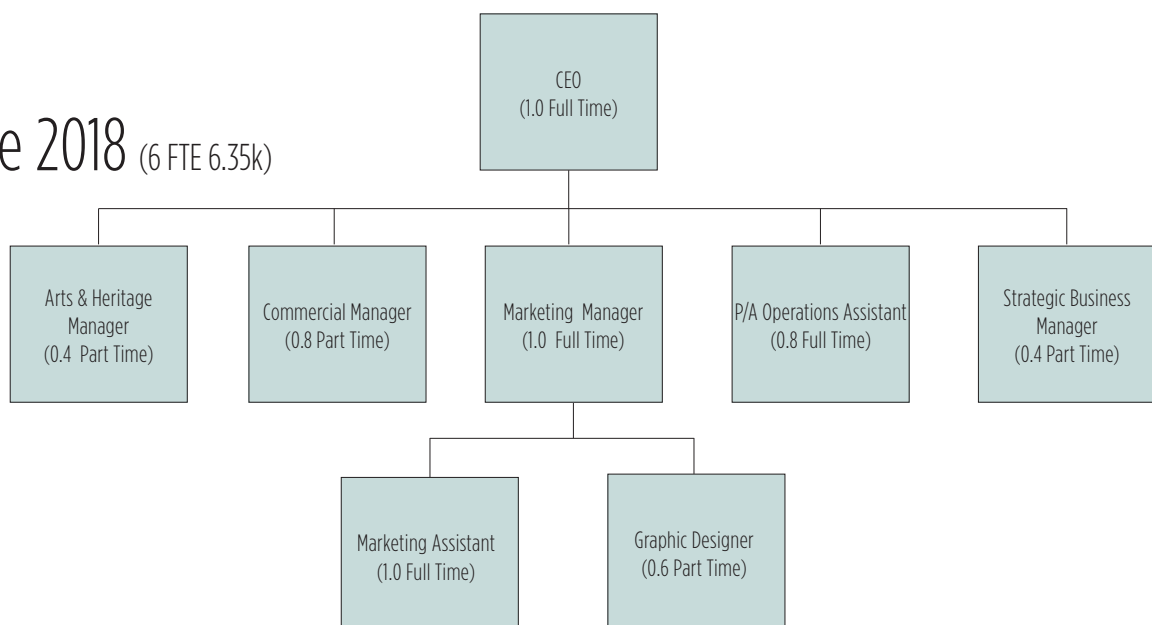 CEO
(1.0 Full Time)
e 2018 (6 FTE 6.35k)
Arts & Heritage
Manager
(0.4 Part Time)
Commercial Manager
(0.8 Part Time)
Marketing Manager
(1.0 Full Time)
P/A Operations Assistant
(0.8 Full Time)
Strategic Business
Manager
(0.4 Part Time)
Marketing Assistant
(1.0 Full Time)
Graphic Designer
(0.6 Part Time)